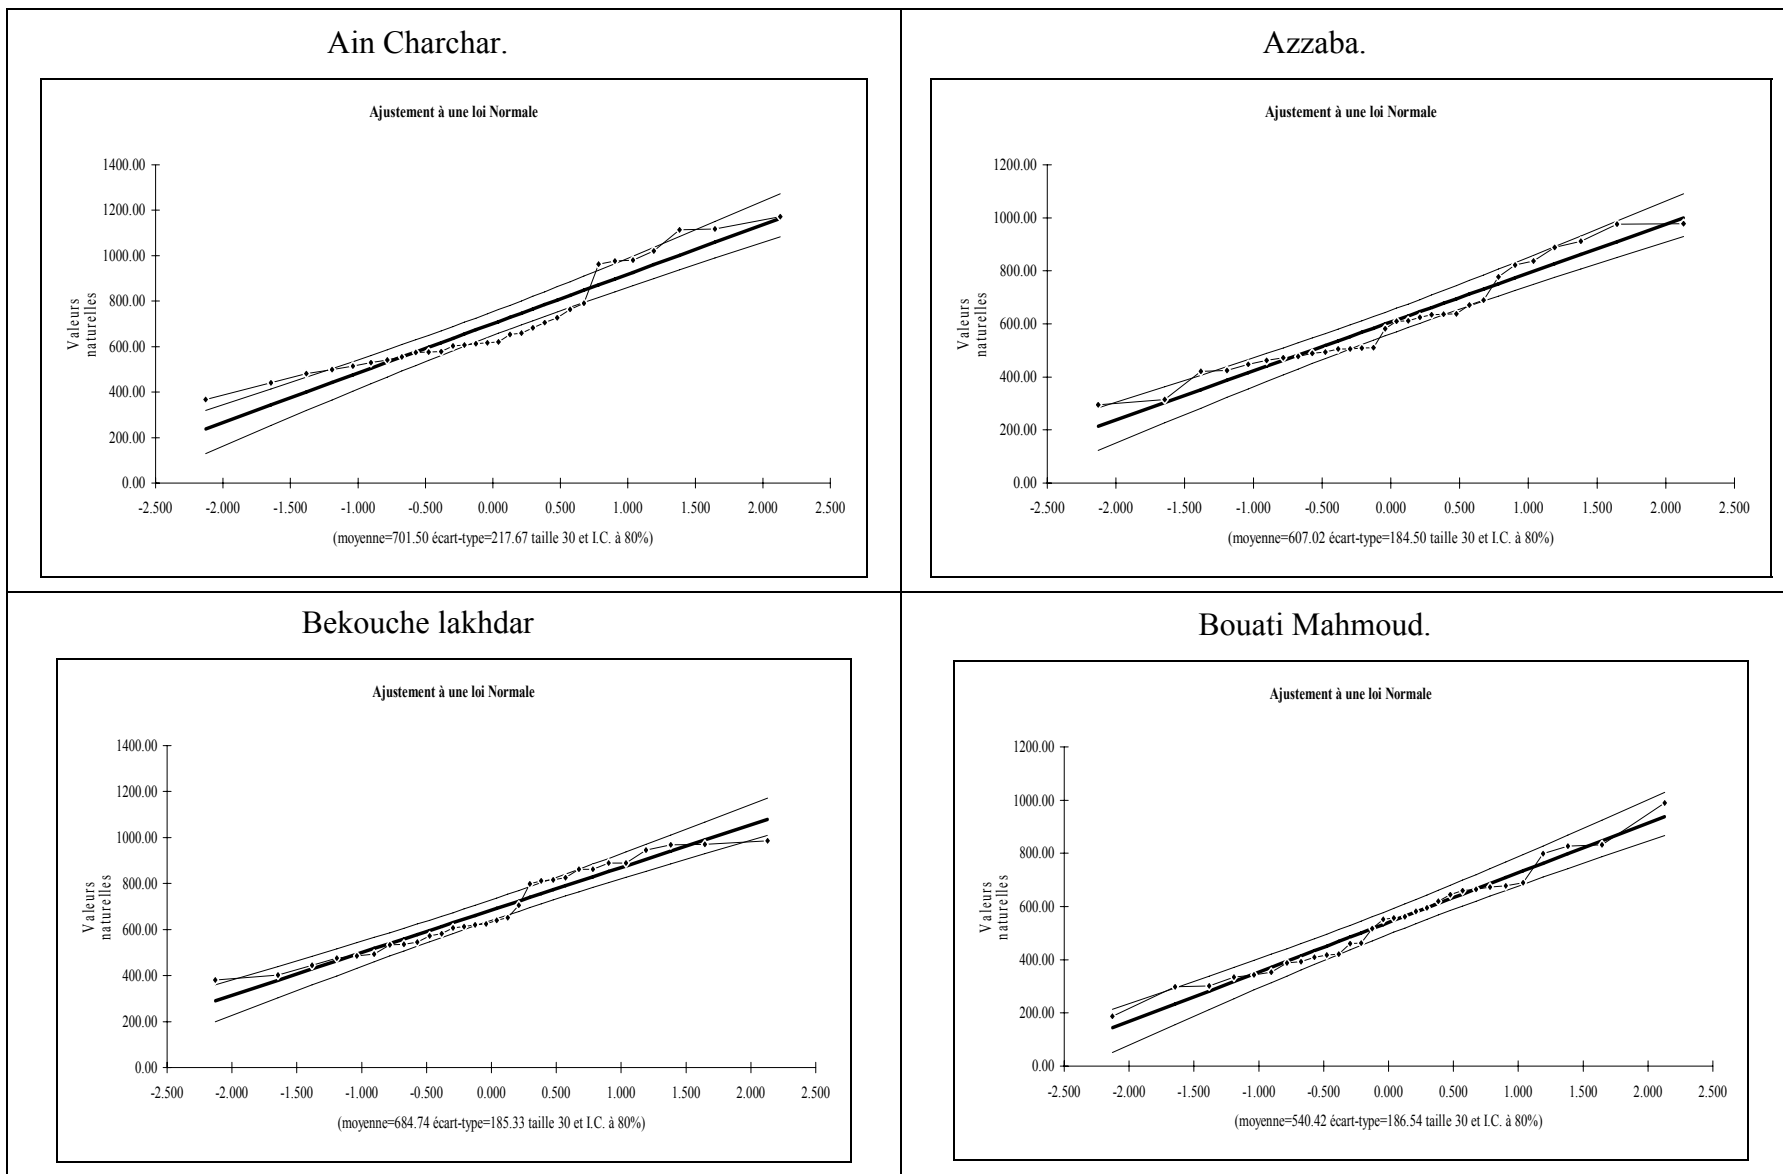 Ain Charchar.
Ajustement à une loi Normale
1400.00
1200.00
1000.00
800.00
600.00
400.00
200.00
0.00
Valeurs
naturelles
-2.500 -2.000 -1.500 -1.000 -0.500 0.000 0.500 1.000 1.500 2.000 2.500
(moyenne=701.50 écart-type=217.67 taille 30 et I.C. à 80%)
Azzaba.
Ajustement à une loi Normale
1200.00
1000.00
800.00
600.00
400.00
200.00
0.00
Valeurs
naturelles
-2.500 -2.000 -1.500 -1.000 -0.500 0.000 0.500 1.000 1.500 2.000 2.500
(moyenne=607.02 écart-type=184.50 taille 30 et I.C. à 80%)
Bekouche lakhdar
Ajustement à une loi Normale
1400.00
1200.00
1000.00
800.00
600.00
400.00
200.00
0.00
Valeurs
naturelles
-2.500 -2.000 -1.500 -1.000 -0.500 0.000 0.500 1.000 1.500 2.000 2.500
(moyenne=684.74 écart-type=185.33 taille 30 et I.C. à 80%)
Bouati Mahmoud.
Ajustement à une loi Normale
1200.00
1000.00
800.00
600.00
400.00
200.00
0.00
Valeurs
naturelles
-2.500 -2.000 -1.500 -1.000 -0.500 0.000 0.500 1.000 1.500 2.000 2.500
(moyenne=540.42 écart-type=186.54 taille 30 et I.C. à 80%)